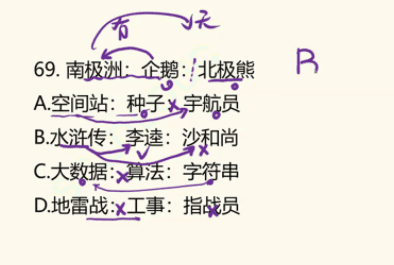 有 无
69. 南极洲：企鹅：北极熊 B
A.空间站：种子：宇航员
B.水浒传：李逵：沙和尚
C.大数据：算法：字符串
D.地雷战：工事：指战员